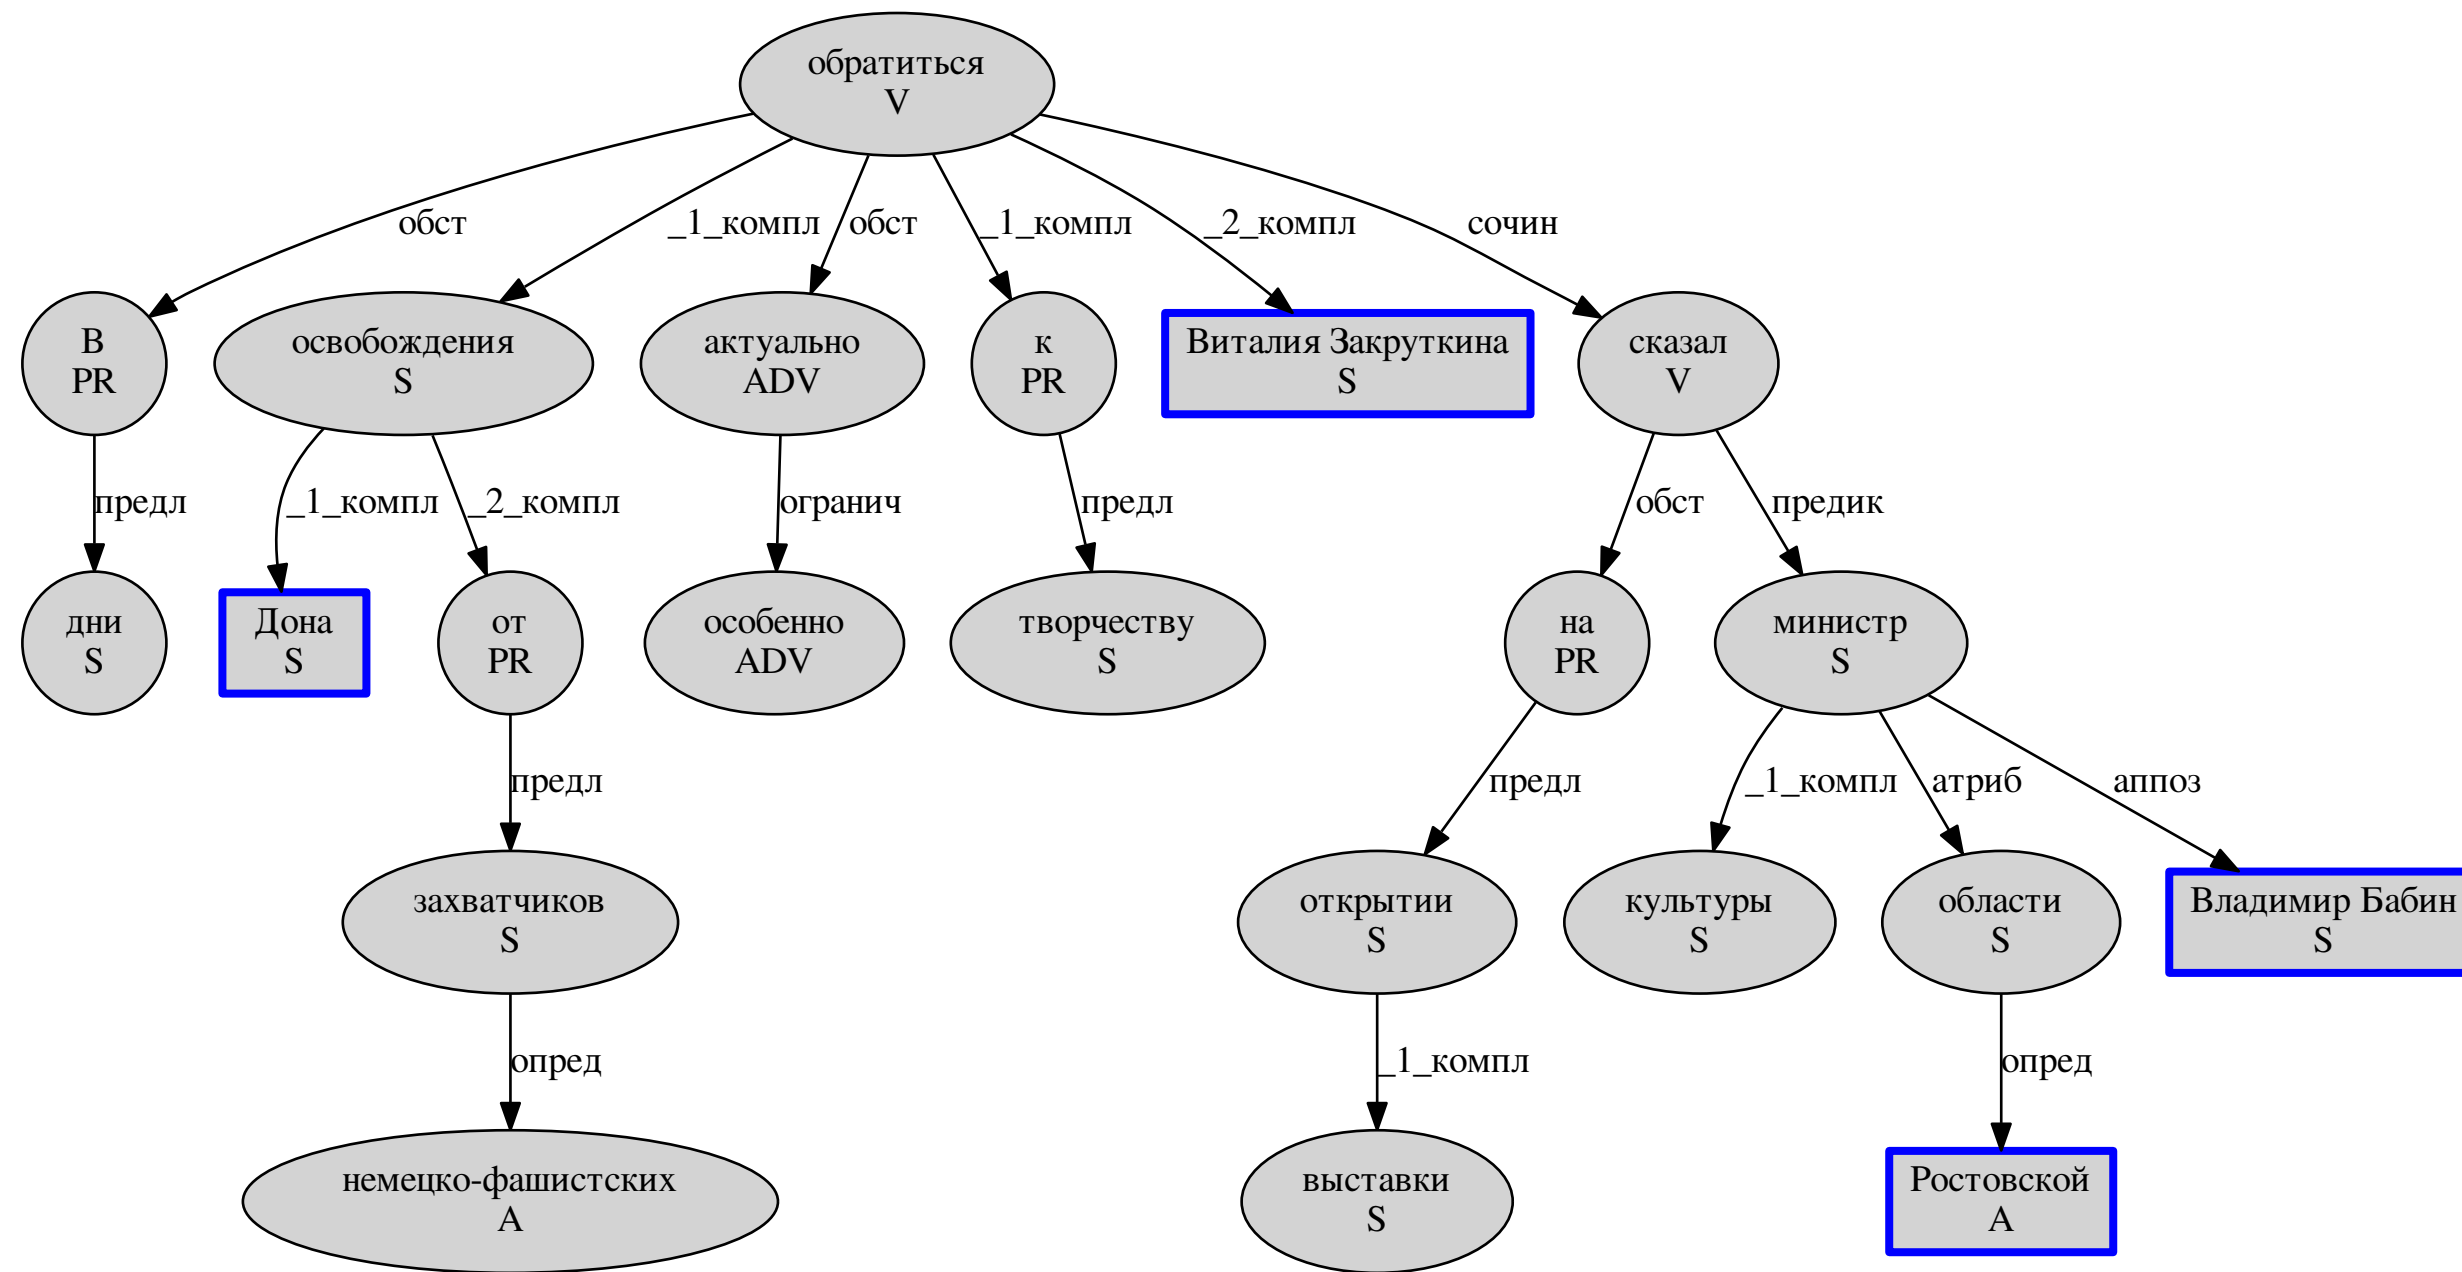 обратиться
V
обст
_1_компл
обст
_1_компл
_2_компл
сочин
В
PR
освобождения
S
актуально
ADV
к
PR
Виталия Закруткина
S
сказал
V
предл
_1_компл
_2_компл
огранич
предл
обст
предик
дни
S
Дона
S
от
PR
особенно
ADV
творчеству
S
на
PR
министр
S
предл
предл
_1_компл
атриб
аппоз
захватчиков
S
открытии
S
культуры
S
области
S
Владимир Бабин
S
опред
_1_компл
опред
немецко-фашистских
A
выставки
S
Ростовской
A